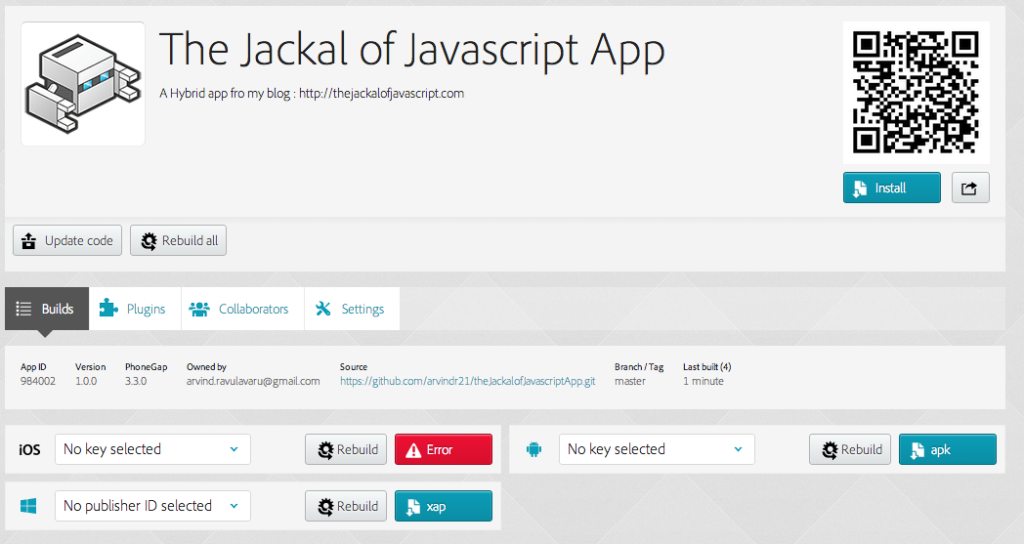 The Jackal of Javascript App
A Hybrid app fro my blog : http://thejackalofjavascript.com
Install
Update code
Rebuild all
Builds
Plugins
Collaborators
Settings
App ID
984002
Version
1.0.0
PhoneGap
3.3.0
Owned by
arvind.ravulavaru@gmail.com
Source
https://github.com/arvindr21/theJackalofJavascriptApp.git
Branch / Tag
master
Last built (4)
1 minute
iOS
No key selected
Rebuild
Error
No key selected
Rebuild
apk
No publisher ID selected
Rebuild
xap